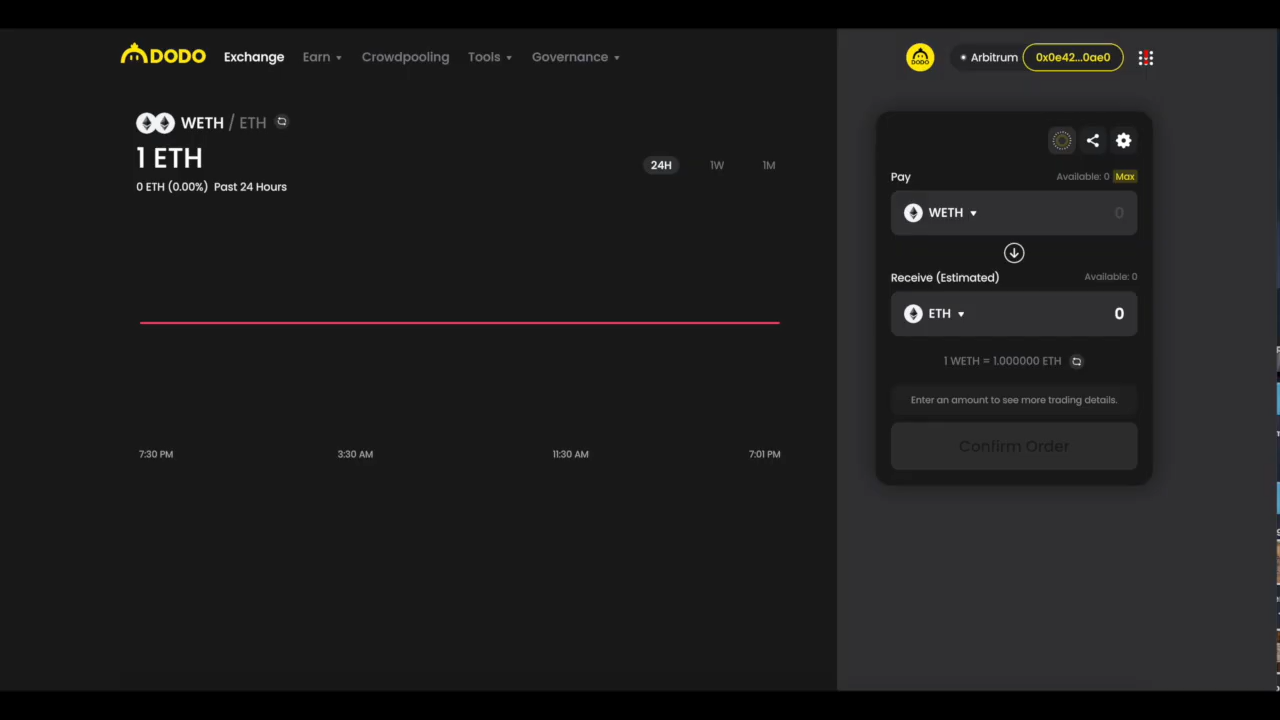 DODO Exchange Earn Crowdpooling Tools Governance
DODO Arbitrum 0x0e42...0ae0
WETH / ETH
1 ETH
0 ETH (0.00%) Past 24 Hours
24H 1W 1M
7:30 PM 3:30 AM 11:30 AM 7:01 PM
Pay Available: 0 Max
WETH 0
Receive (Estimated) Available: 0
ETH 0
1 WETH = 1.000000 ETH
Enter an amount to see more trading details.
Confirm Order